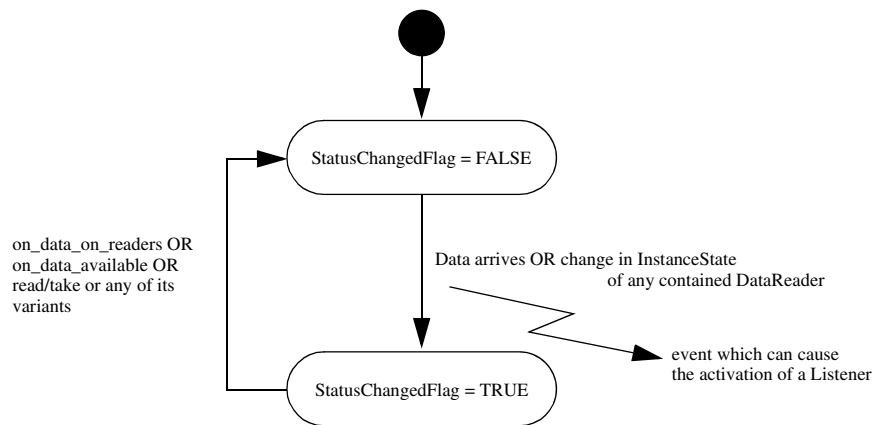 StatusChangedFlag = FALSE
on_data_on_readers OR
on_data_available OR
read/take or any of its
variants
Data arrives OR change in InstanceState
of any contained DataReader
event which can cause
the activation of a Listener
StatusChangedFlag = TRUE